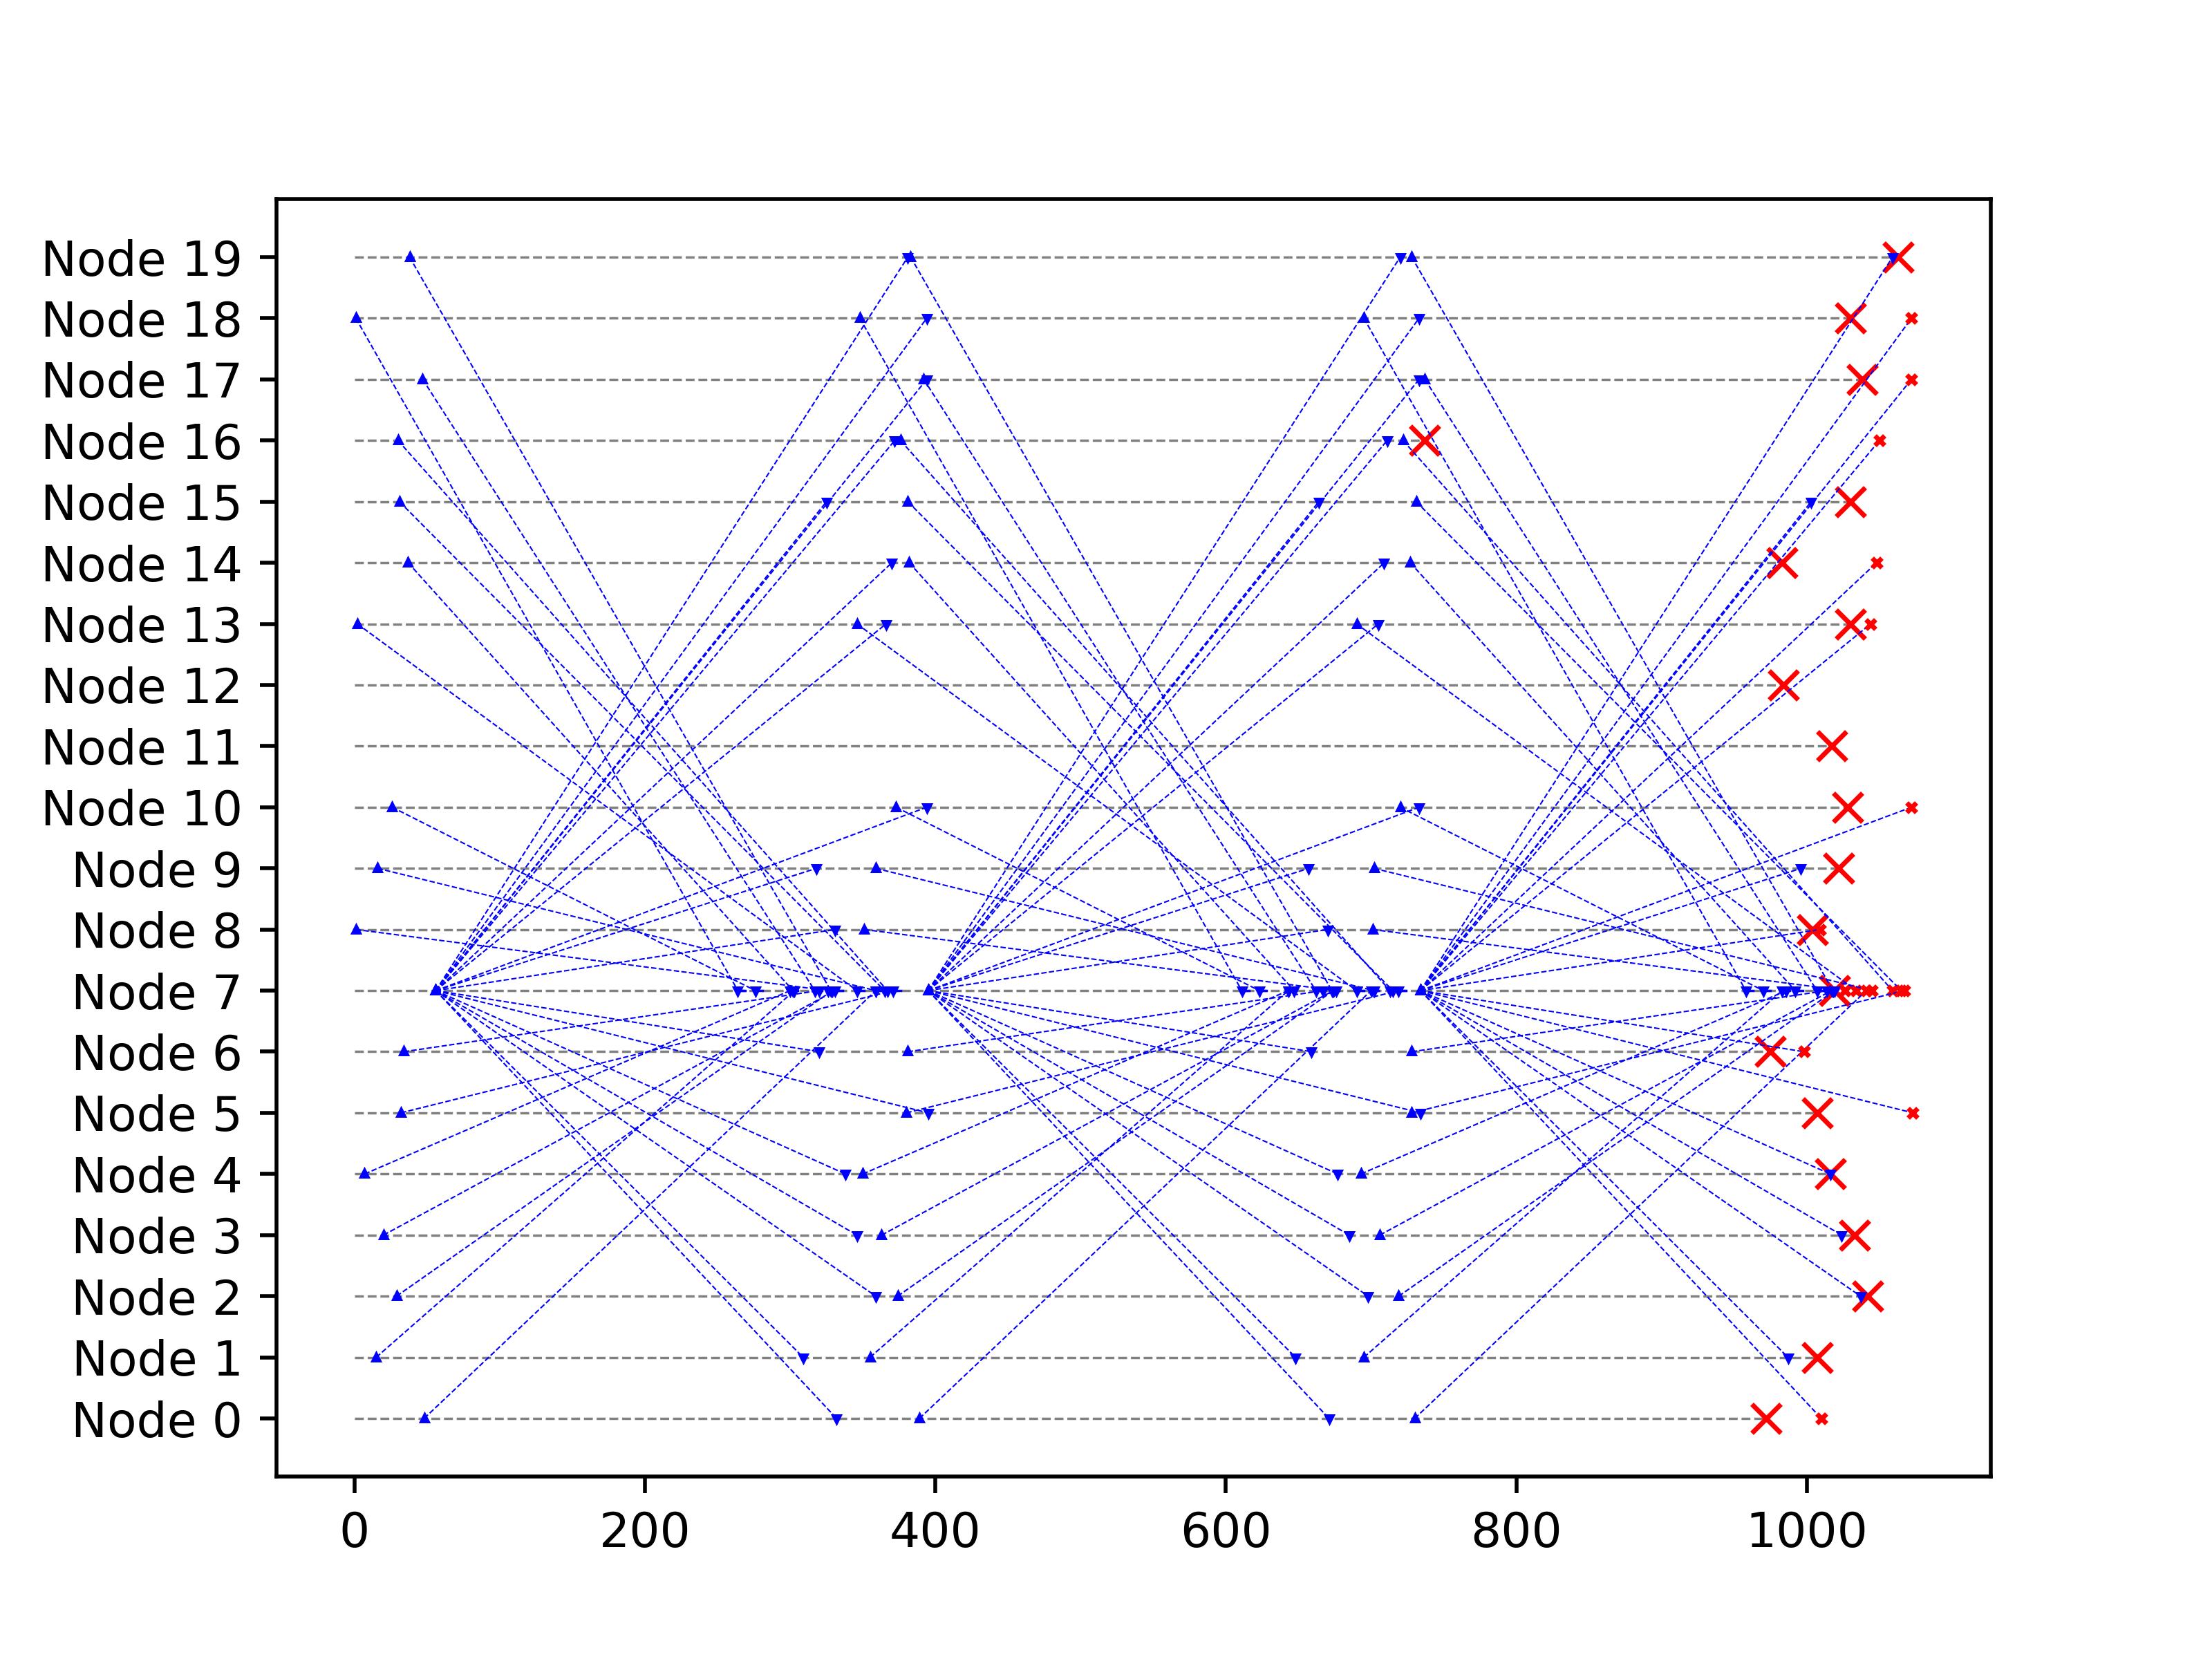 Node 19
Node 18
Node 17
Node 16
Node 15
Node 14
Node 13
Node 12
Node 11
Node 10
Node 9
Node 8
Node 7
Node 6
Node 5
Node 4
Node 3
Node 2
Node 1
Node 0
0 200 400 600 800 1000